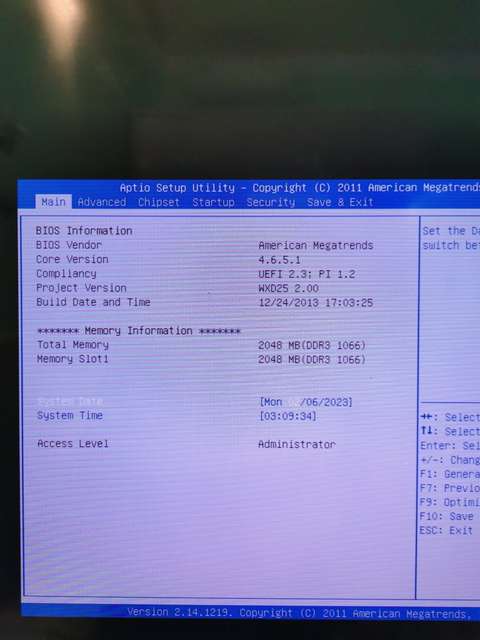 Aptio Setup Utility - Copyright (C) 2011 American Megatrends
Main Advanced Chipset Startup Security Save & Exit
BIOS Information
BIOS Vendor American Megatrends
Core Version 4.6.5.1
Compliancy UEFI 2.3; PI 1.2
Project Version WXD25 2.00
Build Date and Time 12/24/2013 17:03:25
******* Memory Information *******
Total Memory 2048 MB(DDR3 1066)
Memory Slot1 2048 MB(DDR3 1066)
System Date [Mon /06/2023]
System Time [03:09:34]
Access Level Administrator
Set the Da
switch bet
→←: Select
↑↓: Select
Enter: Sel
+/-: Chang
F1: Genera
F7: Previo
F9: Optimi
F10: Save
ESC: Exit
Version 2.14.1219. Copyright (C) 2011 American Megatrends,